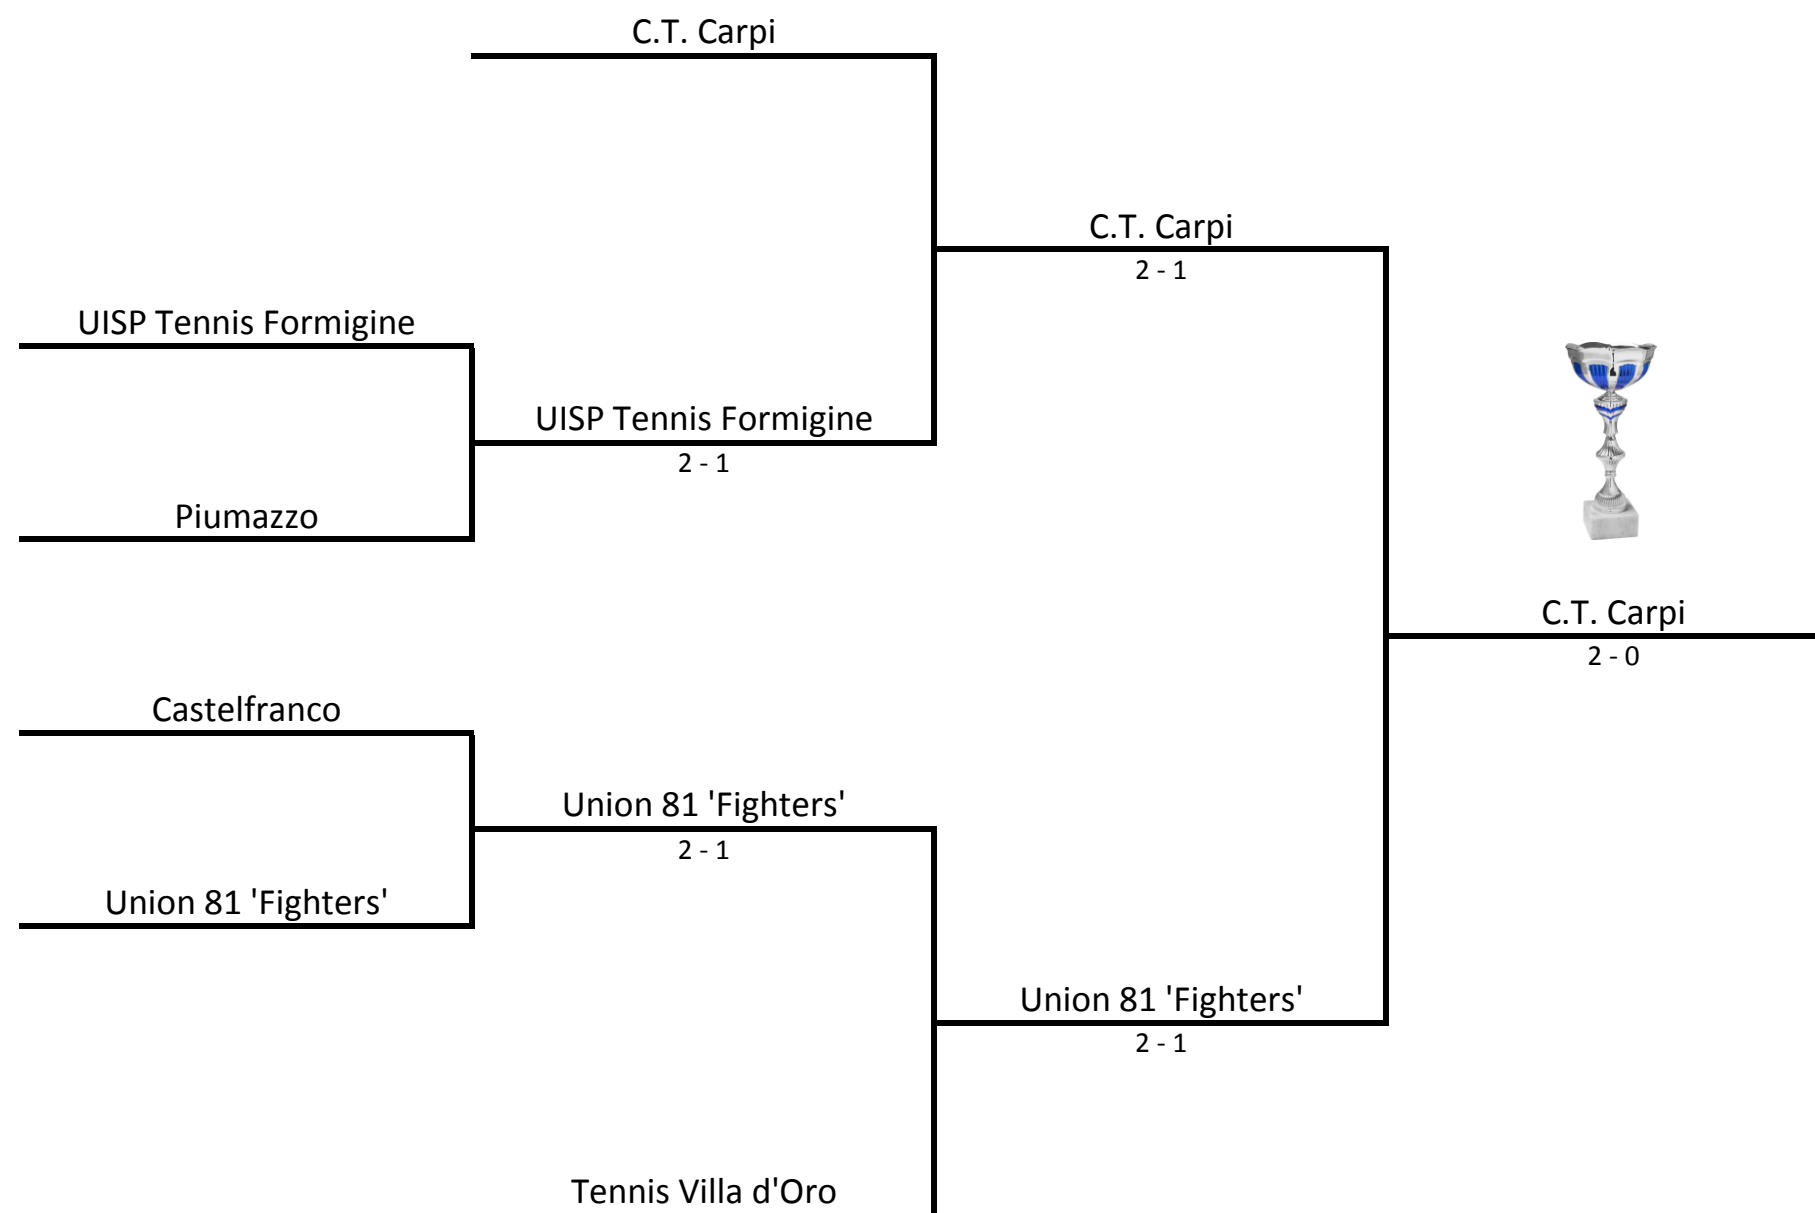 C.T. Carpi
C.T. Carpi
2 - 1
UISP Tennis Formigine
UISP Tennis Formigine
2 - 1
Piumazzo
C.T. Carpi
2 - 0
Castelfranco
Union 81 'Fighters'
2 - 1
Union 81 'Fighters'
Union 81 'Fighters'
2 - 1
Tennis Villa d'Oro